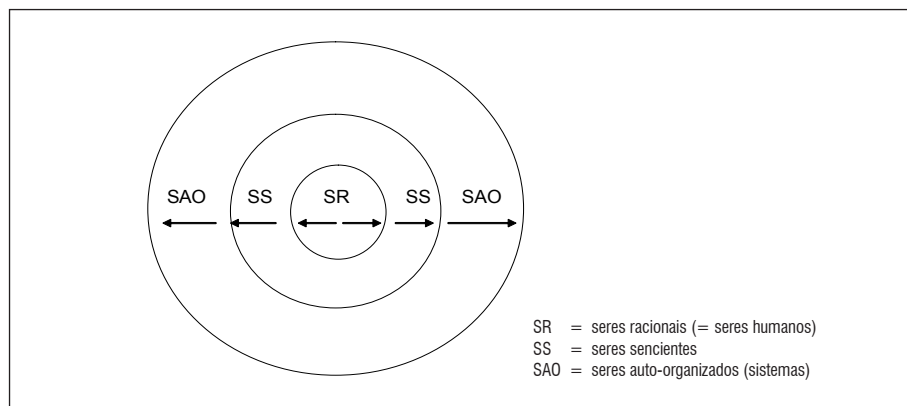 SAO SS SR SS SAO
SR = seres racionais (= seres humanos)
SS = seres sencientes
SAO = seres auto-organizados (sistemas)